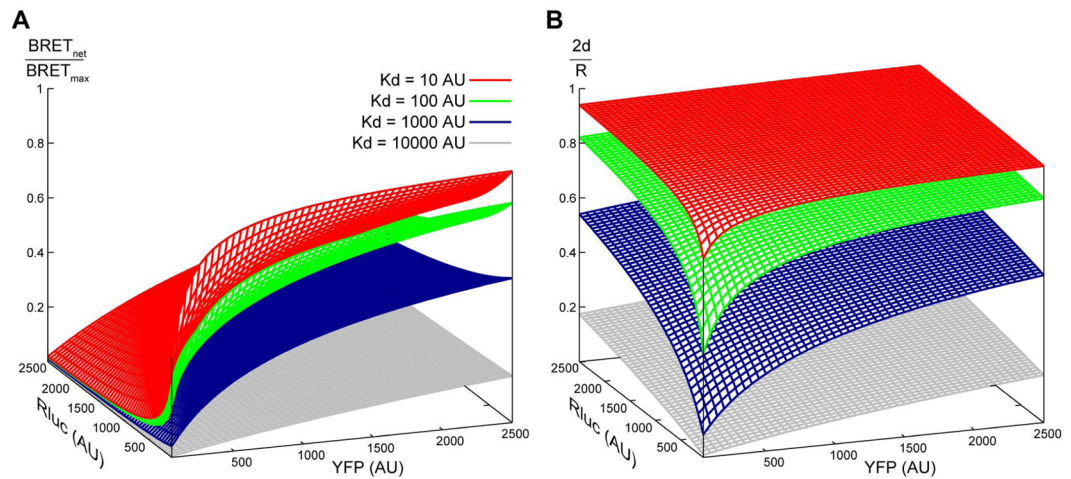 A
BRETnet
BRETmax
Kd = 10 AU
Kd = 100 AU
Kd = 1000 AU
Kd = 10000 AU
1
0.8
0.6
0.4
0.2
2500
2000
1500
1000
500
Rluc (AU)
500
1000
1500
2000
2500
YFP (AU)
B
2d
R
1
0.8
0.6
0.4
0.2
2500
2000
1500
1000
500
Rluc (AU)
500
1000
1500
2000
2500
YFP (AU)